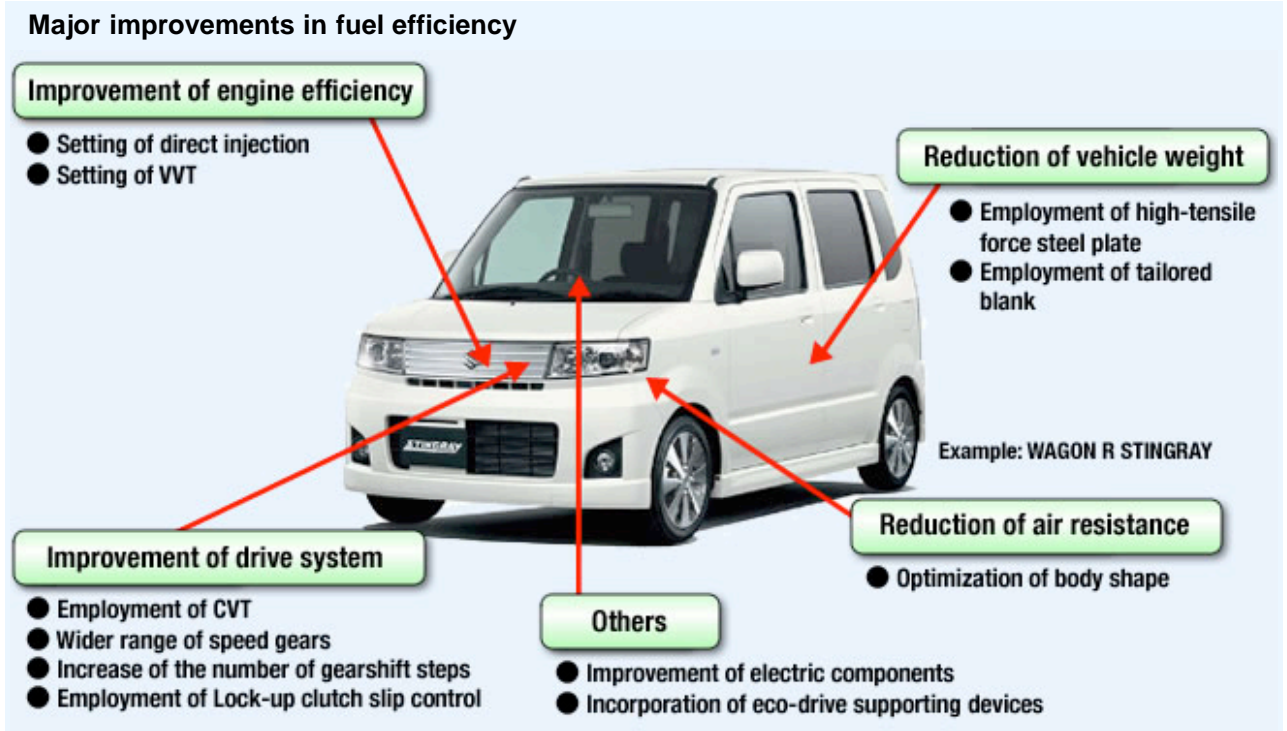 Major improvements in fuel efficiency
Improvement of engine efficiency
● Setting of direct injection
● Setting of VVT
Reduction of vehicle weight
● Employment of high-tensile
force steel plate
● Employment of tailored
blank
STINGRAY
Example: WAGON R STINGRAY
Reduction of air resistance
● Optimization of body shape
Improvement of drive system
● Employment of CVT
● Wider range of speed gears
● Increase of the number of gearshift steps
● Employment of Lock-up clutch slip control
Others
● Improvement of electric components
● Incorporation of eco-drive supporting devices